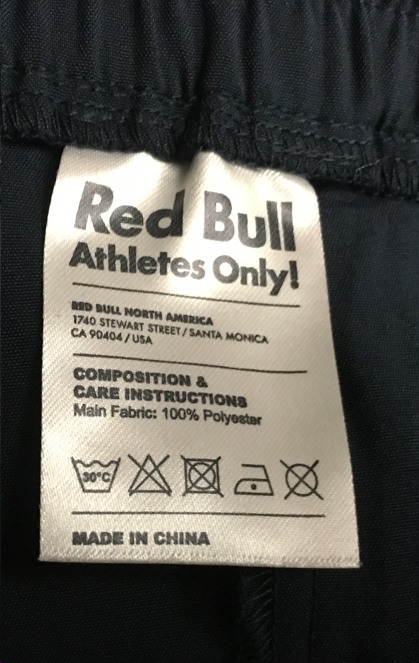 Red Bull
Athletes Only!
RED BULL NORTH AMERICA
1740 STEWART STREET / SANTA MONICA
CA 90404 / USA
COMPOSITION &
CARE INSTRUCTIONS
Main Fabric: 100% Polyester
30°C
MADE IN CHINA